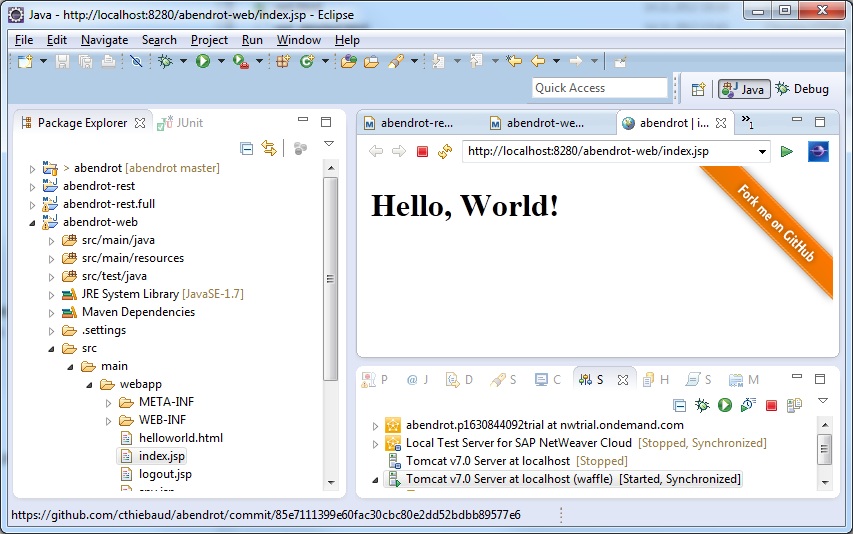 Java - http://localhost:8280/abendrot-web/index.jsp - Eclipse
File Edit Navigate Search Project Run Window Help
Quick Access
Java
Debug
Package Explorer
JUnit
> abendrot [abendrot master]
abendrot-rest
abendrot-rest.full
abendrot-web
src/main/java
src/main/resources
src/test/java
JRE System Library [JavaSE-1.7]
Maven Dependencies
.settings
src
main
webapp
META-INF
WEB-INF
helloworld.html
index.jsp
logout.jsp
abendrot-re...
abendrot-we...
abendrot | i...
»1
http://localhost:8280/abendrot-web/index.jsp
Hello, World!
Fork me on GitHub
P @ J D S C S H S M
abendrot.p1630844092trial at nwtrial.ondemand.com
Local Test Server for SAP NetWeaver Cloud [Stopped, Synchronized]
Tomcat v7.0 Server at localhost [Stopped]
Tomcat v7.0 Server at localhost (waffle) [Started, Synchronized]
https://github.com/cthiebaud/abendrot/commit/85e7111399e60fac30cbc80e2dd52bdbb89577e6